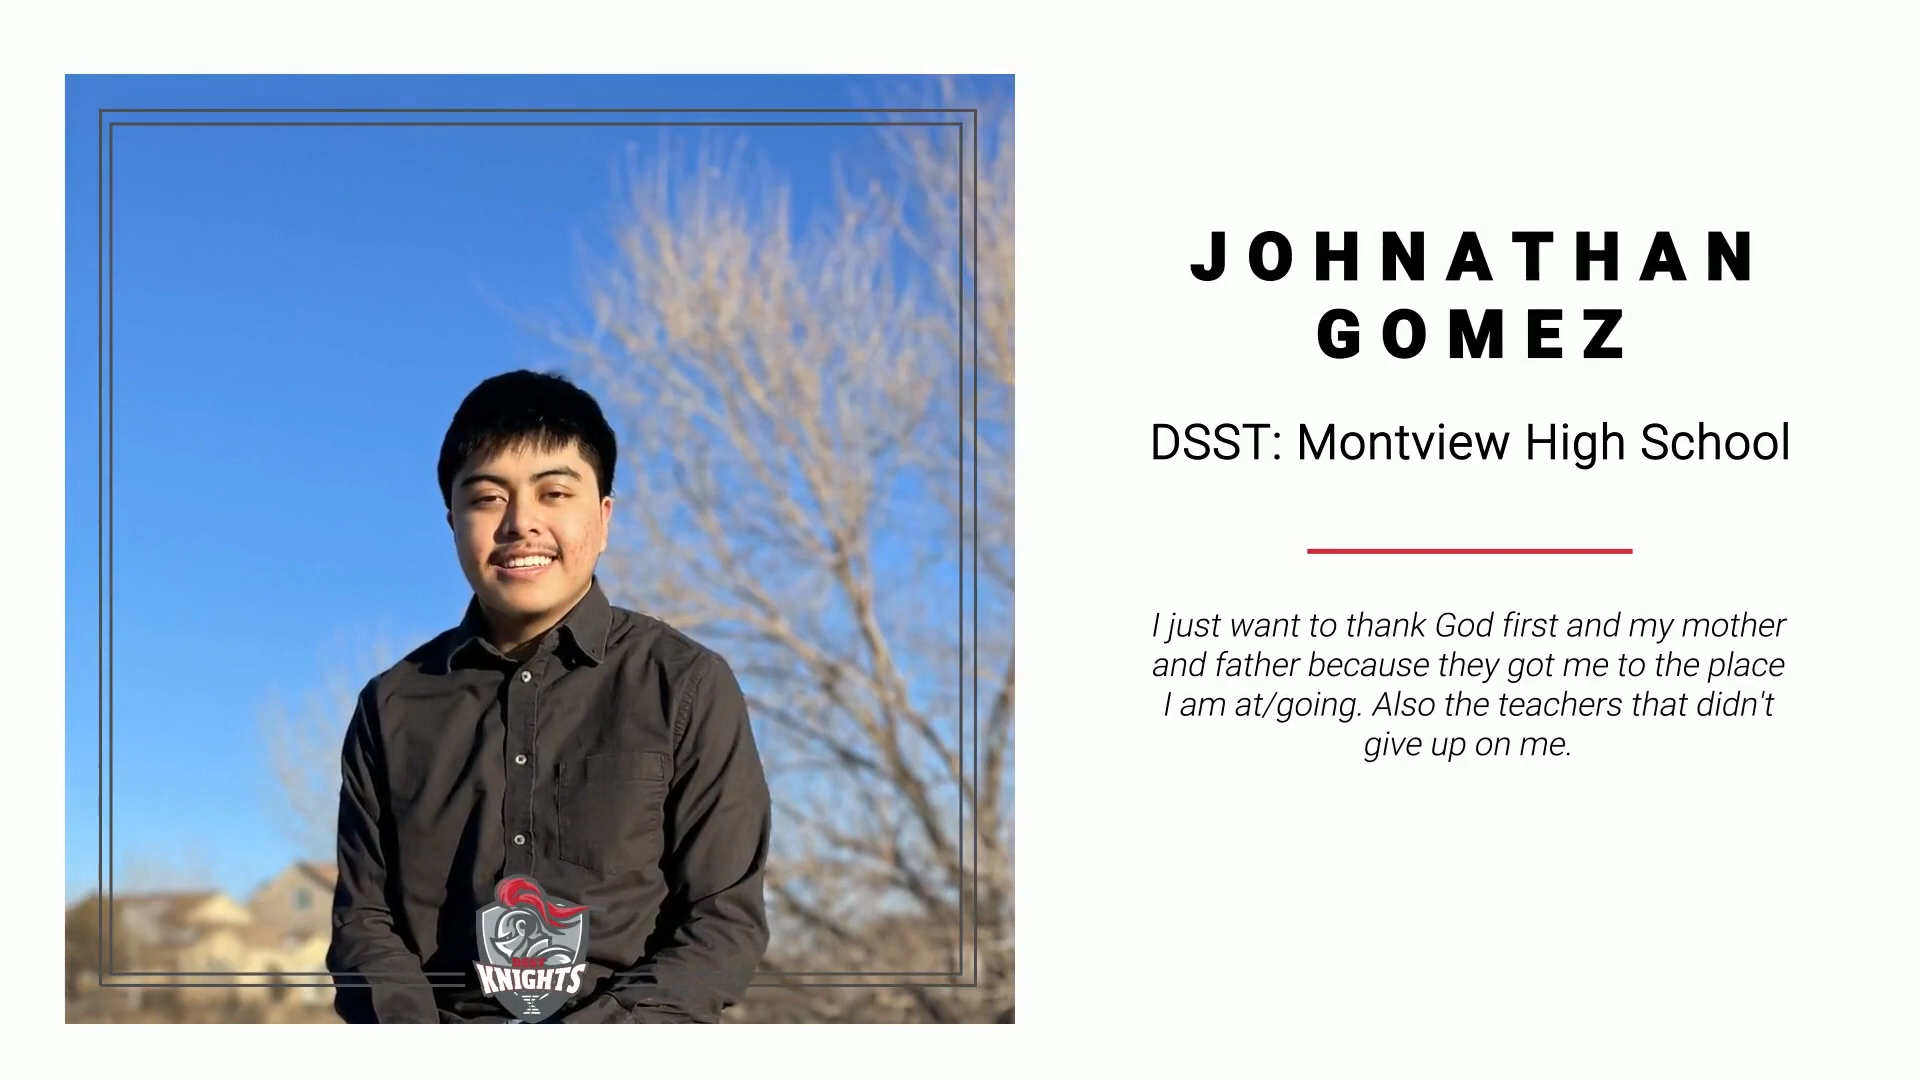 JOHNATHAN
GOMEZ
DSST: Montview High School
I just want to thank God first and my mother
and father because they got me to the place
I am at/going. Also the teachers that didn't
give up on me.
DSST
KNIGHTS